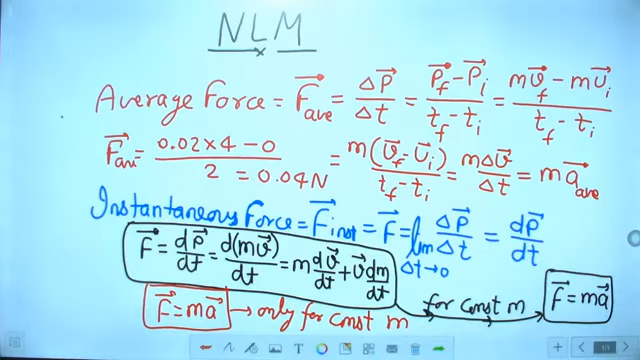 NLM
Average Force = F⃗ave = ΔP⃗/Δt = (P⃗f − P⃗i)/(tf − ti) = (mv⃗f − mv⃗i)/(tf − ti)
F⃗ave = (0.02 × 4 − 0)/2 = 0.04N = m(v⃗f − v⃗i)/(tf − ti) = mΔv⃗/Δt = ma⃗ave
Instantaneous Force = F⃗inst = F⃗ = lim Δt→0 ΔP⃗/Δt = dP⃗/dt
F⃗ = dP⃗/dt = d(mv⃗)/dt = m dv⃗/dt + v⃗ dm/dt for const m F⃗ = ma⃗
F⃗ = ma⃗ → only for const m